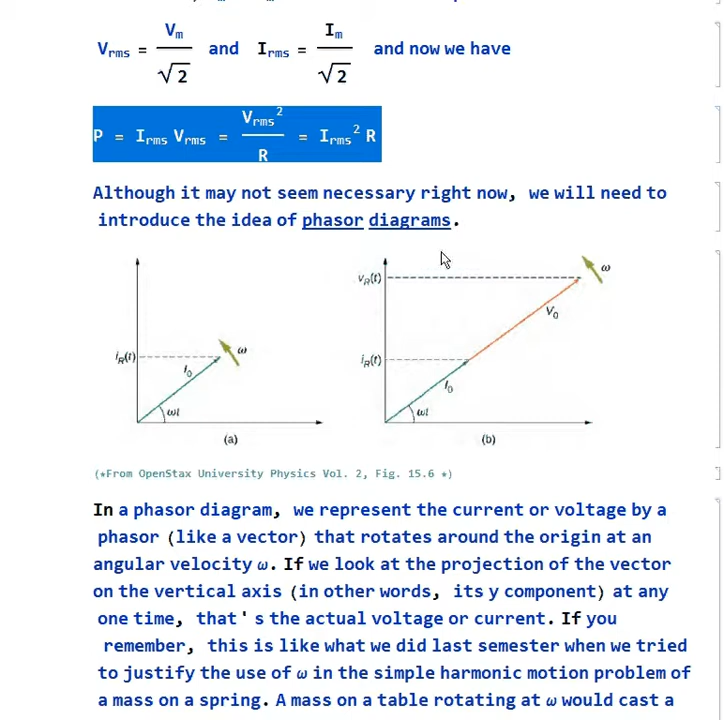 Vrms = Vm / √2 and Irms = Im / √2 and now we have
P = Irms Vrms = Vrms² / R = Irms² R
Although it may not seem necessary right now, we will need to
introduce the idea of phasor diagrams.
iR(t)
I0
ω
ωt
(a)
vR(t)
iR(t)
V0
I0
ω
ωt
(b)
(*From OpenStax University Physics Vol. 2, Fig. 15.6 *)
In a phasor diagram, we represent the current or voltage by a
phasor (like a vector) that rotates around the origin at an
angular velocity ω. If we look at the projection of the vector
on the vertical axis (in other words, its y component) at any
one time, that's the actual voltage or current. If you
remember, this is like what we did last semester when we tried
to justify the use of ω in the simple harmonic motion problem of
a mass on a spring. A mass on a table rotating at ω would cast a